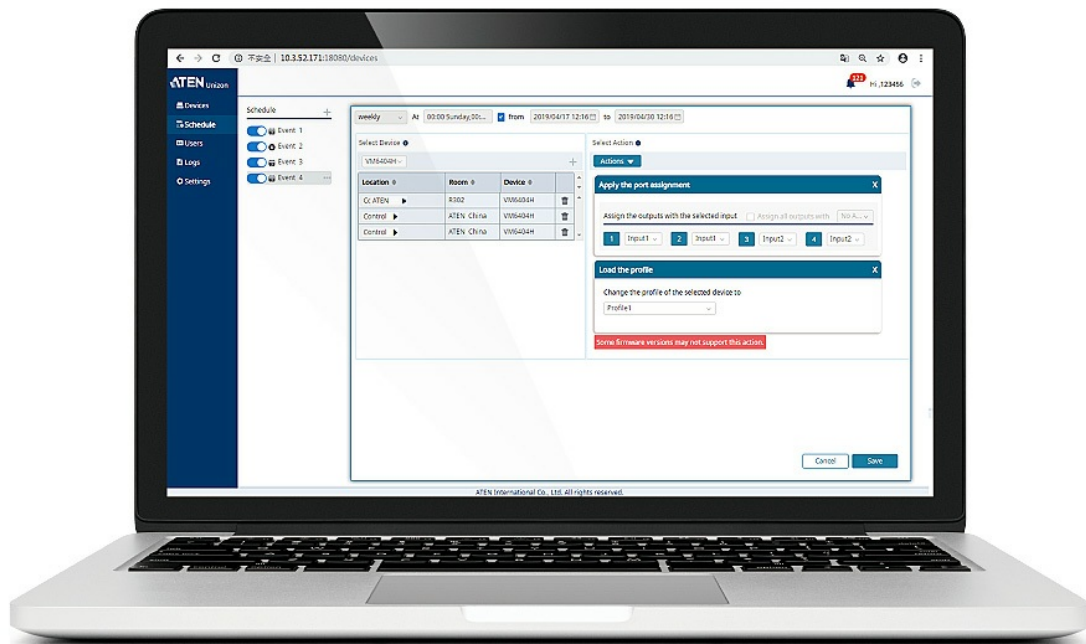 不安全 | 10.3.52.171:18080/devices
ATEN Unizon
121
Hi ,123456
Devices
Schedule
Users
Logs
Settings
Schedule
Event 1
Event 2
Event 3
Event 4
weekly At 00:00 Sunday,00:... from 2019/04/17 12:16 to 2019/04/30 12:16
Select Device
VM6404H
Location Room Device
ATEN R302 VM6404H
Control ATEN China VM6404H
Control ATEN China VM6404H
Select Action
Actions
Apply the port assignment X
Assign the outputs with the selected input Assign all outputs with No A...
1 Input1 2 Input1 3 Input2 4 Input2
Load the profile X
Change the profile of the selected device to
Profile1
Some firmware versions may not support this action.
Cancel Save
ATEN International Co., Ltd. All rights reserved.